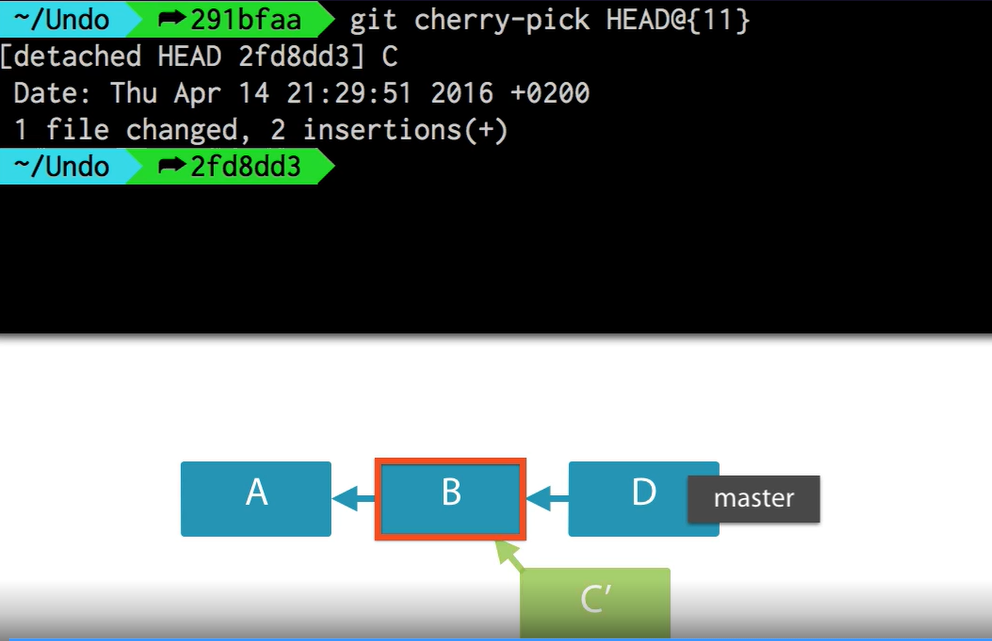 ~/Undo ➦ 291bfaa git cherry-pick HEAD@{11}
[detached HEAD 2fd8dd3] C
Date: Thu Apr 14 21:29:51 2016 +0200
1 file changed, 2 insertions(+)
~/Undo ➦ 2fd8dd3
A
B
D
master
C′